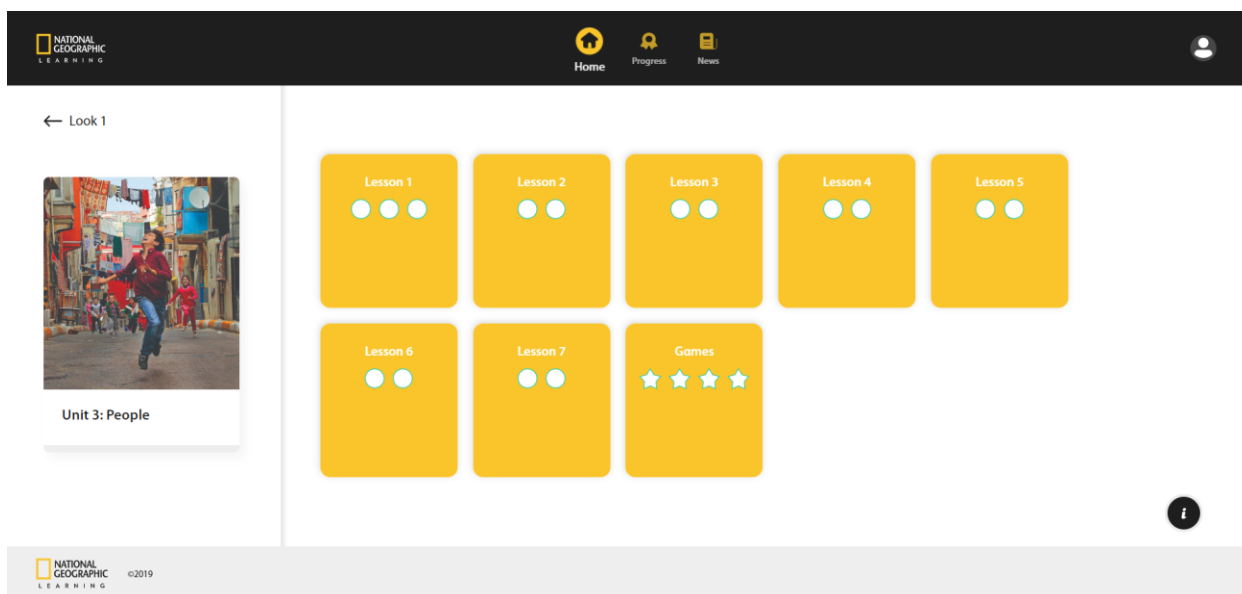 NATIONAL
GEOGRAPHIC
LEARNING
Home
Progress
News
← Look 1
Unit 3: People
Lesson 1
Lesson 2
Lesson 3
Lesson 4
Lesson 5
Lesson 6
Lesson 7
Games
i
NATIONAL
GEOGRAPHIC
LEARNING
©2019